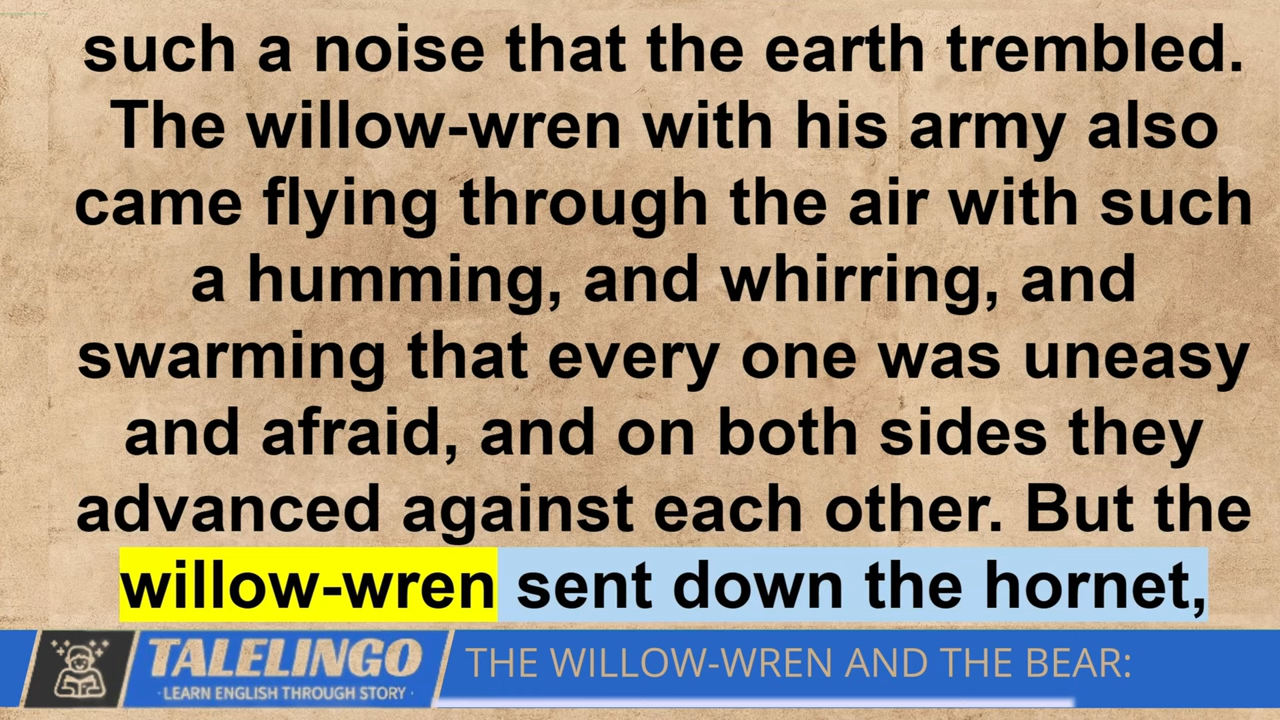 such a noise that the earth trembled.
The willow-wren with his army also
came flying through the air with such
a humming, and whirring, and
swarming that every one was uneasy
and afraid, and on both sides they
advanced against each other. But the
willow-wren sent down the hornet,
TALELINGO
· LEARN ENGLISH THROUGH STORY ·
THE WILLOW-WREN AND THE BEAR: